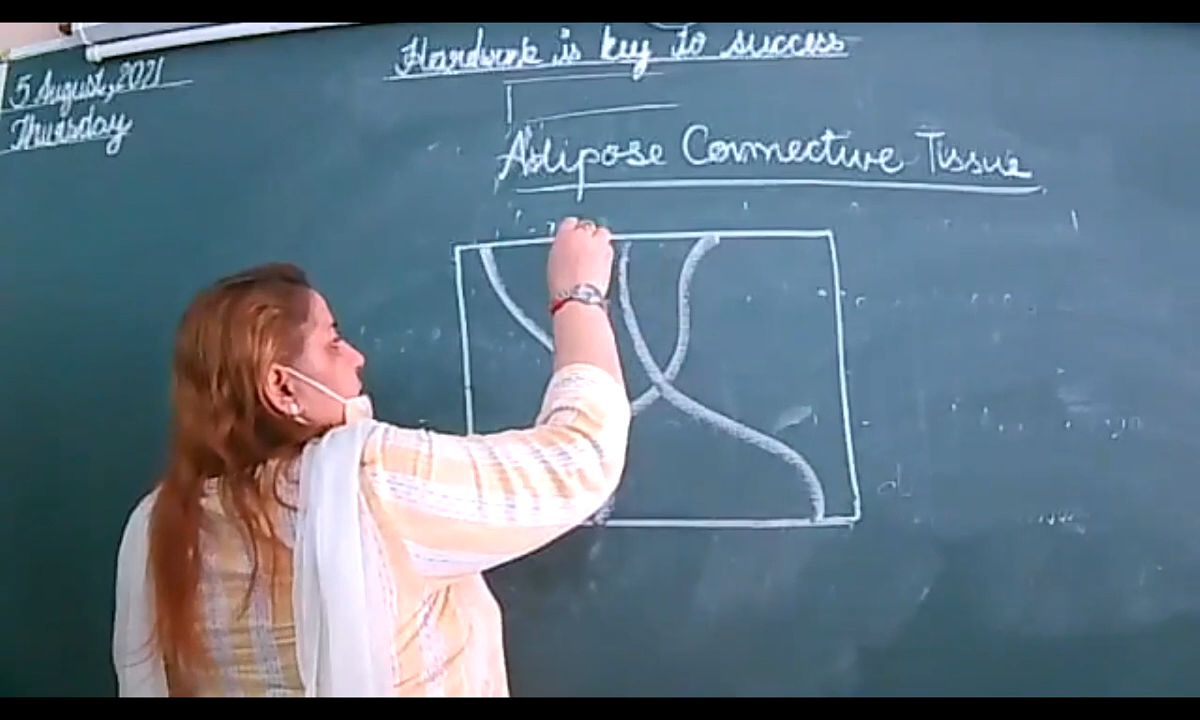 Hardwork is key to success
5 August, 2021
Thursday
Adipose Connective Tissue